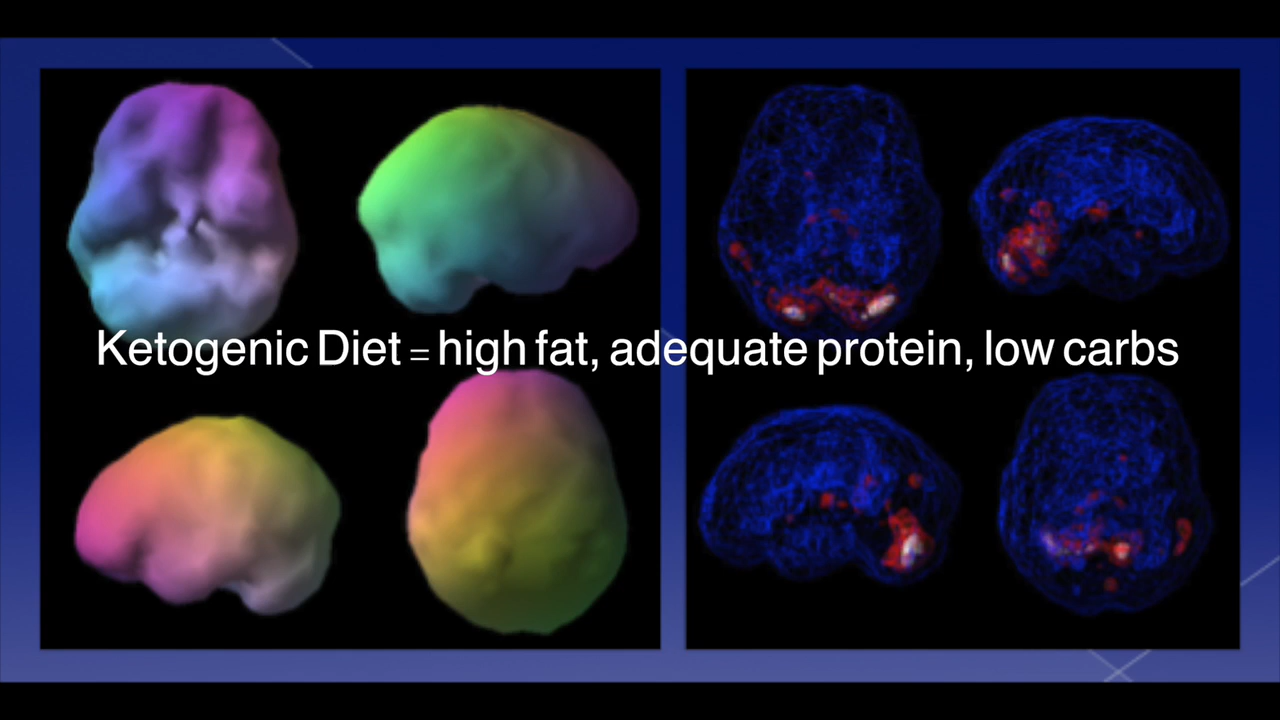 Ketogenic Diet = high fat, adequate protein, low carbs